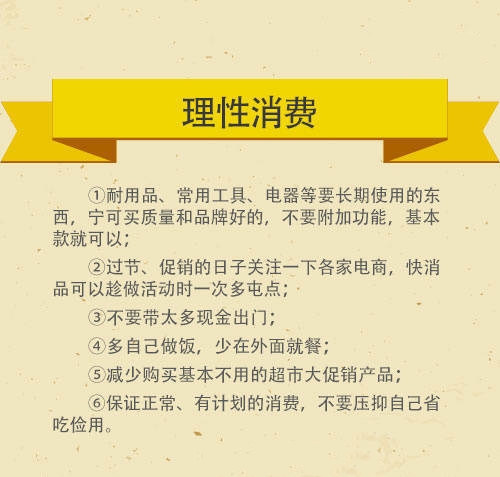 理性消费
①耐用品、常用工具、电器等要长期使用的东
西，宁可买质量和品牌好的，不要附加功能，基本
款就可以；
②过节、促销的日子关注一下各家电商，快消
品可以趁做活动时一次多屯点；
③不要带太多现金出门；
④多自己做饭，少在外面就餐；
⑤减少购买基本不用的超市大促销产品；
⑥保证正常、有计划的消费，不要压抑自己省
吃俭用。